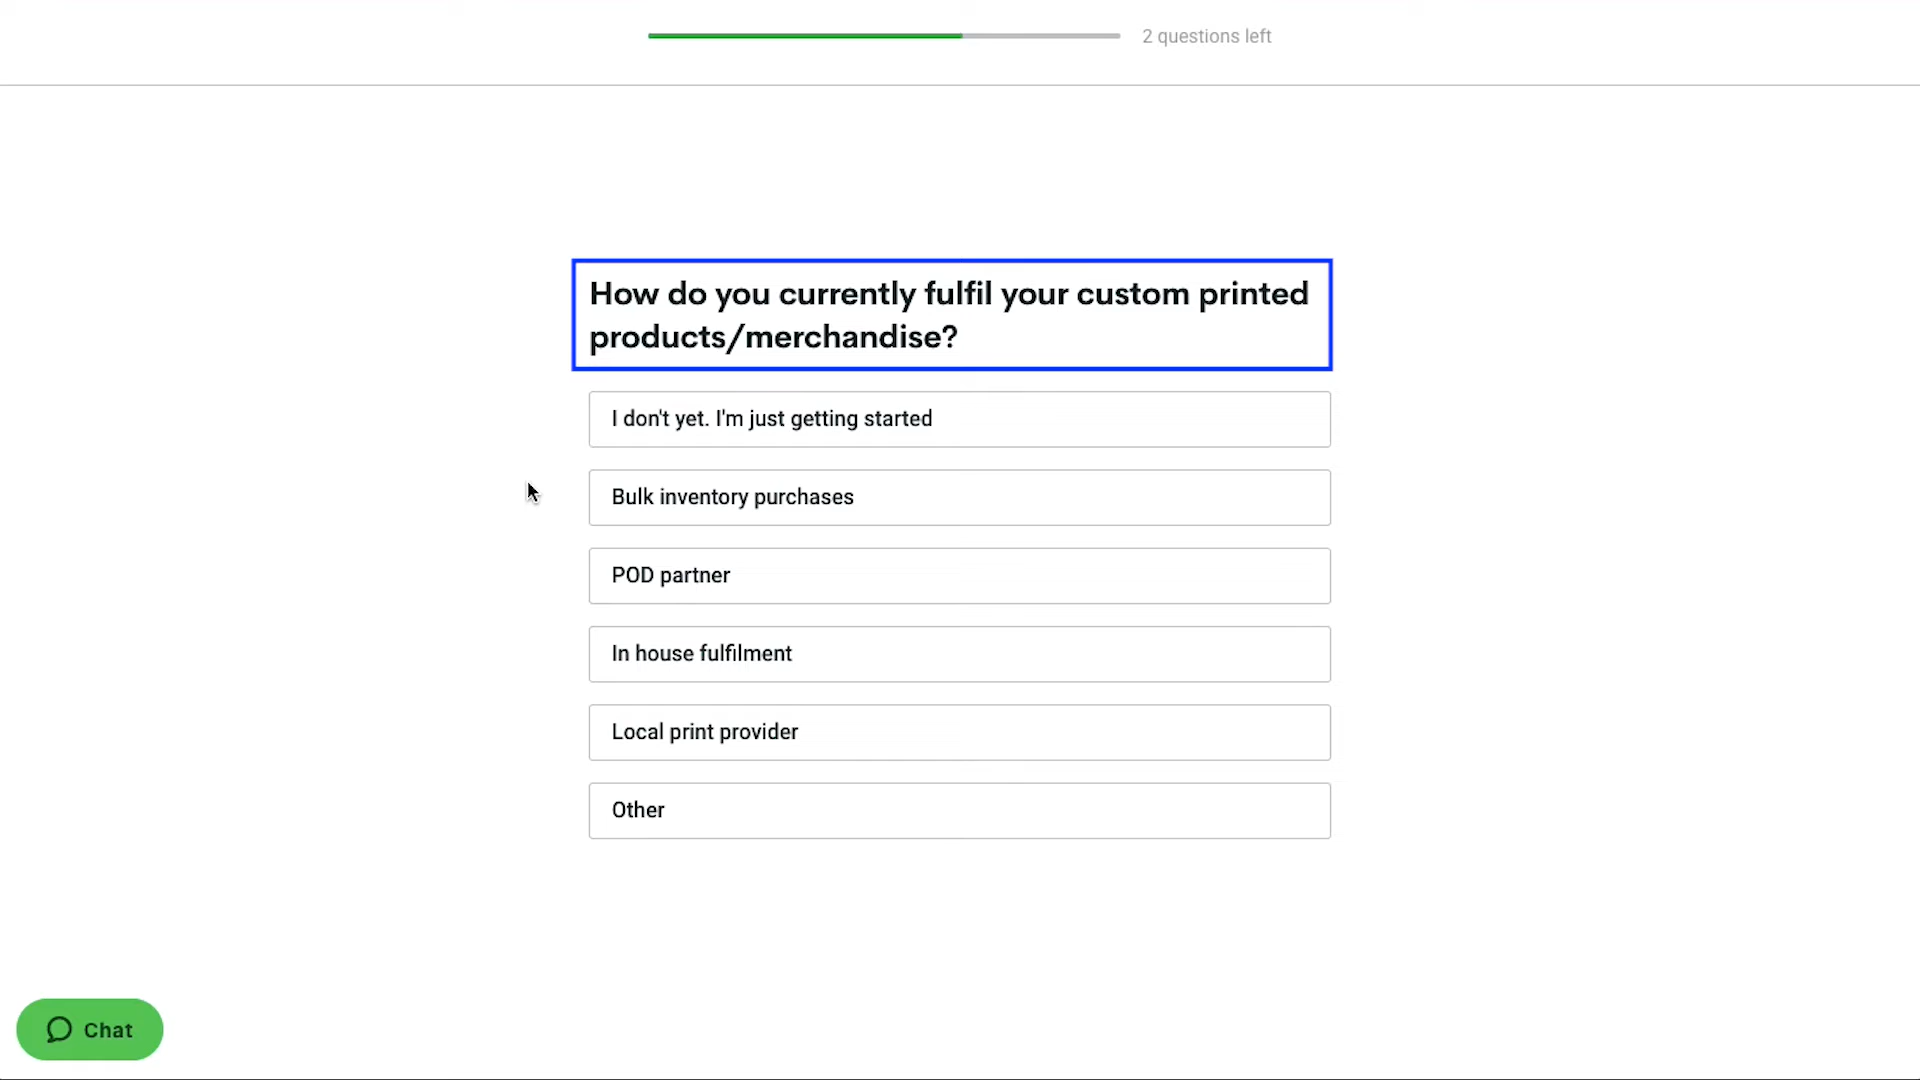 2 questions left
How do you currently fulfil your custom printed
products/merchandise?
I don't yet. I'm just getting started
Bulk inventory purchases
POD partner
In house fulfilment
Local print provider
Other
Chat